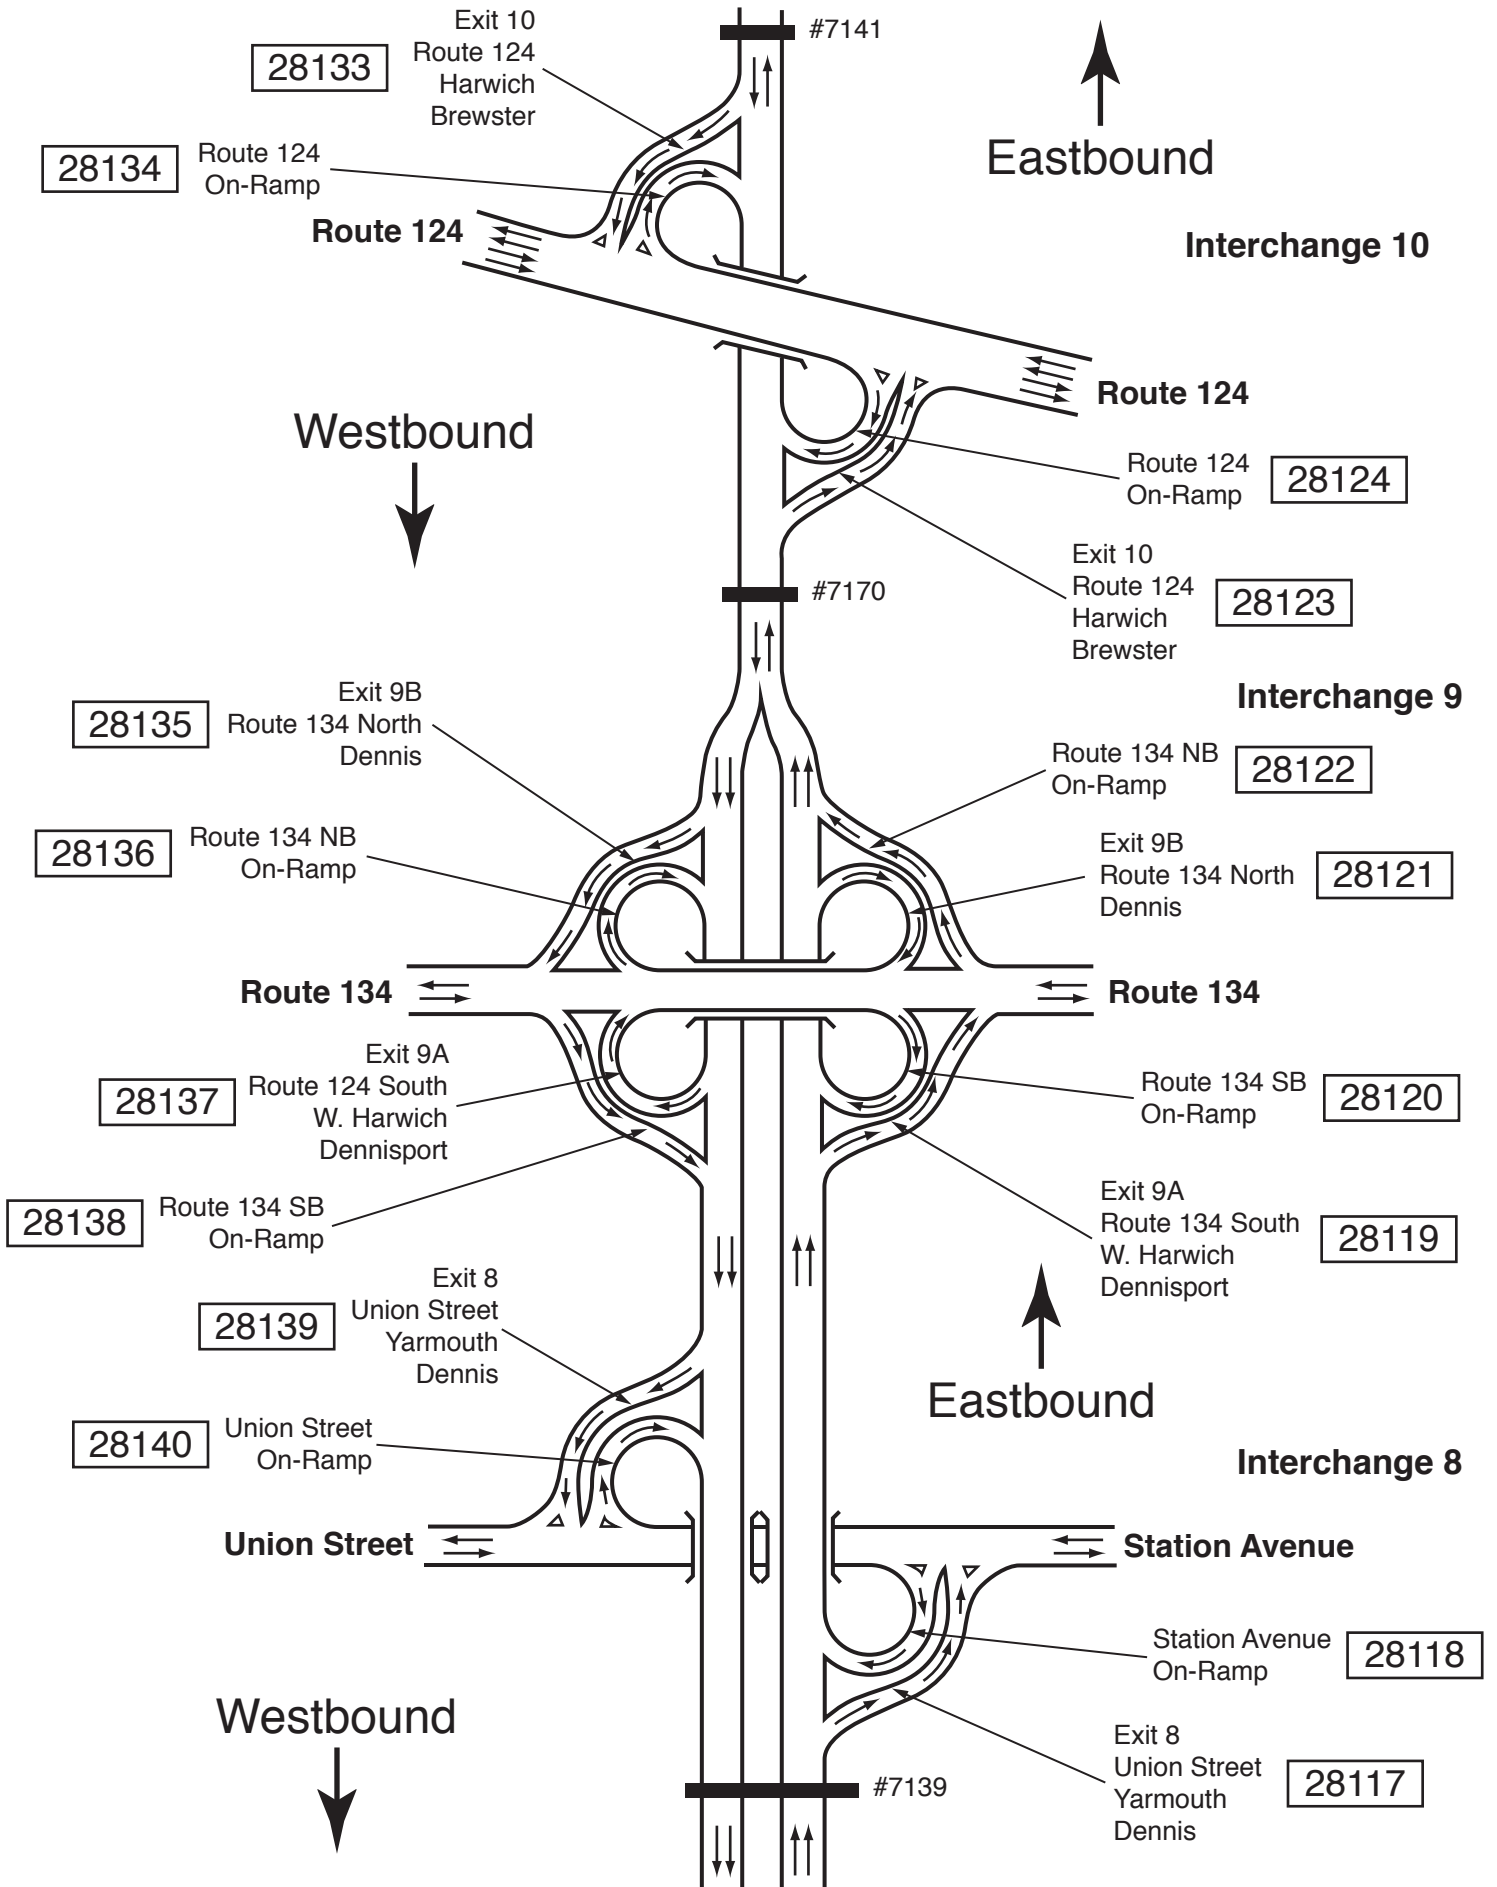 #7141
Exit 10
Route 124
Harwich
Brewster
28133
Route 124
On-Ramp
28134
Eastbound
Route 124
Interchange 10
Route 124
Westbound
Route 124
On-Ramp
28124
Exit 10
Route 124
Harwich
Brewster
28123
#7170
Interchange 9
Exit 9B
Route 134 North
Dennis
28135
Route 134 NB
On-Ramp
28122
Route 134 NB
On-Ramp
28136
Exit 9B
Route 134 North
Dennis
28121
Route 134
Route 134
Exit 9A
Route 124 South
W. Harwich
Dennisport
28137
Route 134 SB
On-Ramp
28120
Route 134 SB
On-Ramp
28138
Exit 9A
Route 134 South
W. Harwich
Dennisport
28119
Exit 8
Union Street
Yarmouth
Dennis
28139
Eastbound
Union Street
On-Ramp
28140
Interchange 8
Union Street
Station Avenue
Station Avenue
On-Ramp
28118
Westbound
Exit 8
Union Street
Yarmouth
Dennis
28117
#7139